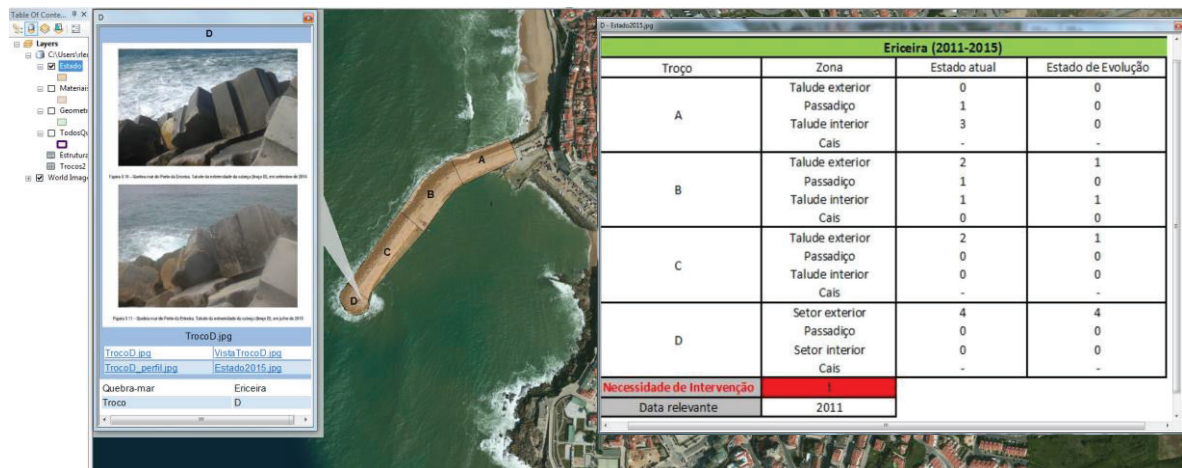 Table Of Conte...
Layers
C:\Users\rfe
Estado
Materiais
Geomet
TodosQu
Estrutura
Trocos2
World Imag
D
D
TrocoD.jpg
TrocoD.jpg VistaTrocoD.jpg
TrocoD_perfil.jpg Estado2015.jpg
Quebra-mar Ericeira
Troco D
A
B
C
D
D - Estado2015.jpg
Ericeira (2011-2015)
Troço Zona Estado atual Estado de Evolução
A
Talude exterior 0 0
Passadiço 1 0
Talude interior 3 0
Cais - -
B
Talude exterior 2 1
Passadiço 1 0
Talude interior 1 1
Cais 0 0
C
Talude exterior 2 1
Passadiço 0 0
Talude interior 0 0
Cais - -
D
Setor exterior 4 4
Passadiço 0 0
Setor interior 0 0
Cais - -
Necessidade de Intervenção !
Data relevante 2011